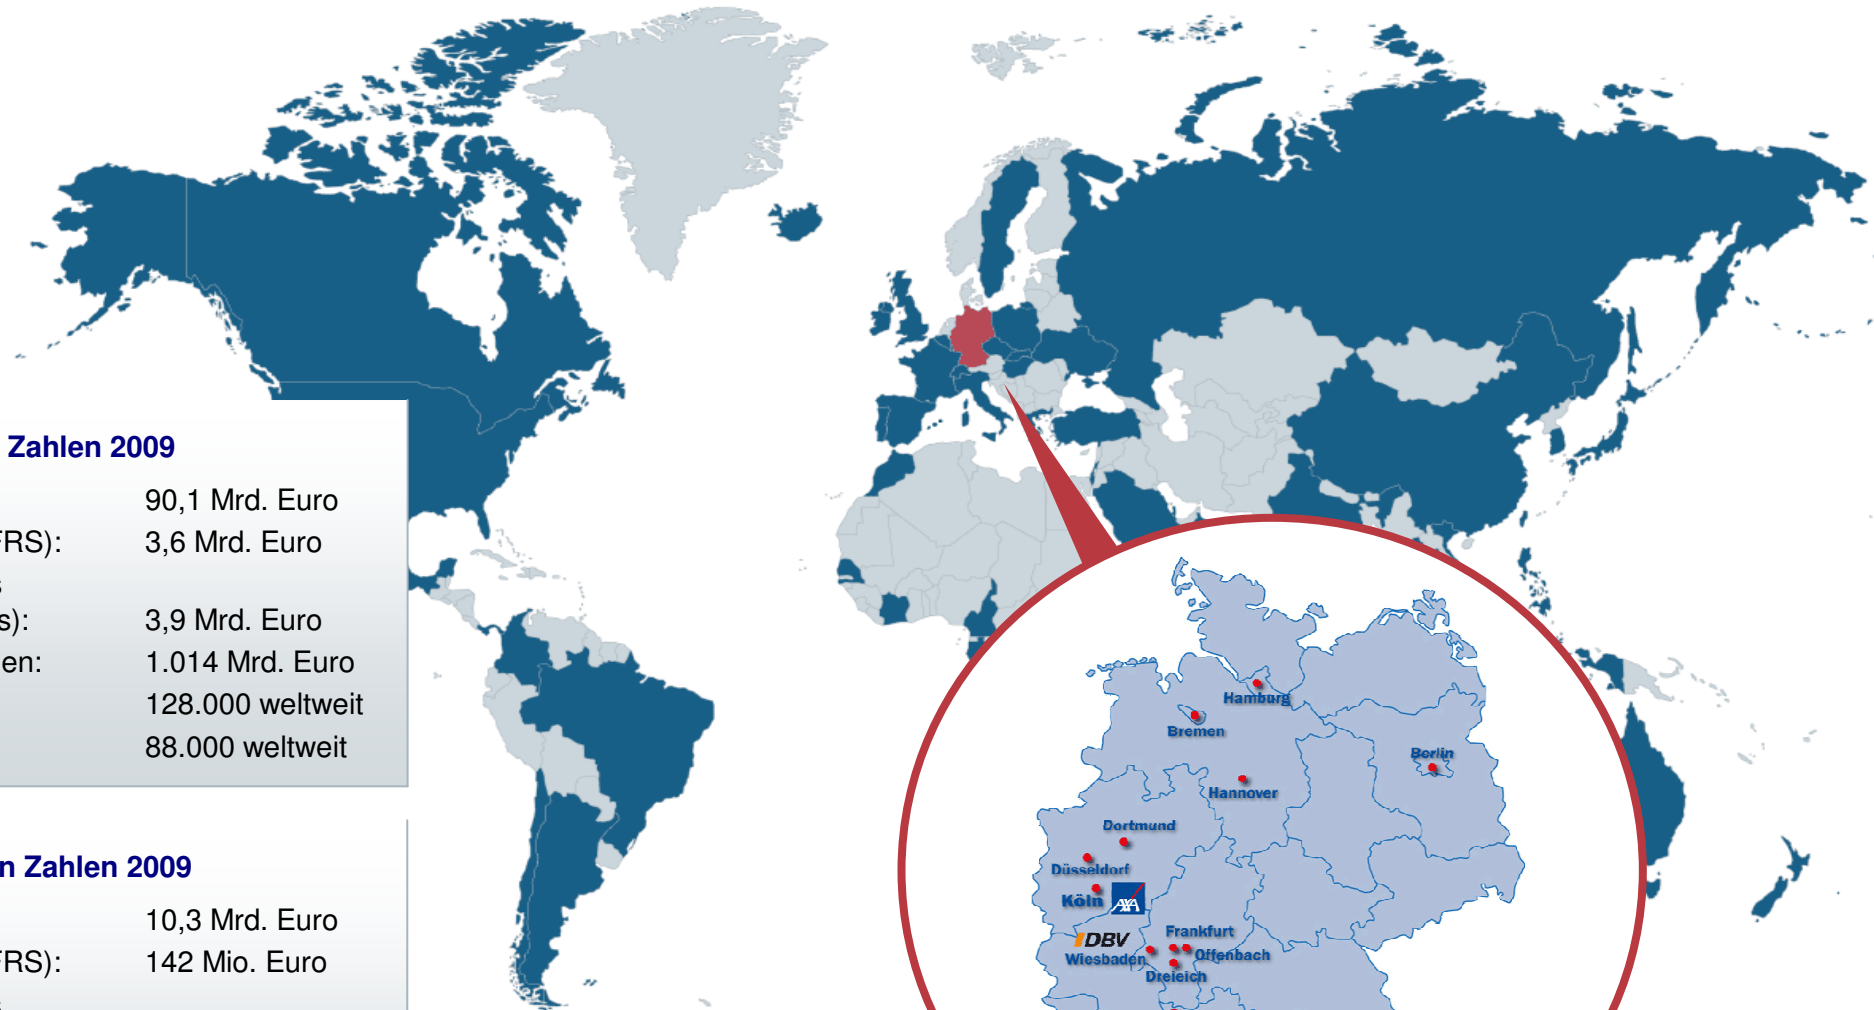 Zahlen 2009
90,1 Mrd. Euro
FRS): 3,6 Mrd. Euro
s
s): 3,9 Mrd. Euro
en: 1.014 Mrd. Euro
128.000 weltweit
88.000 weltweit
n Zahlen 2009
10,3 Mrd. Euro
FRS): 142 Mio. Euro
Hamburg
Bremen
Berlin
Hannover
Dortmund
Düsseldorf
Köln AXA
DBV
Frankfurt
Wiesbaden Offenbach
Dreieich